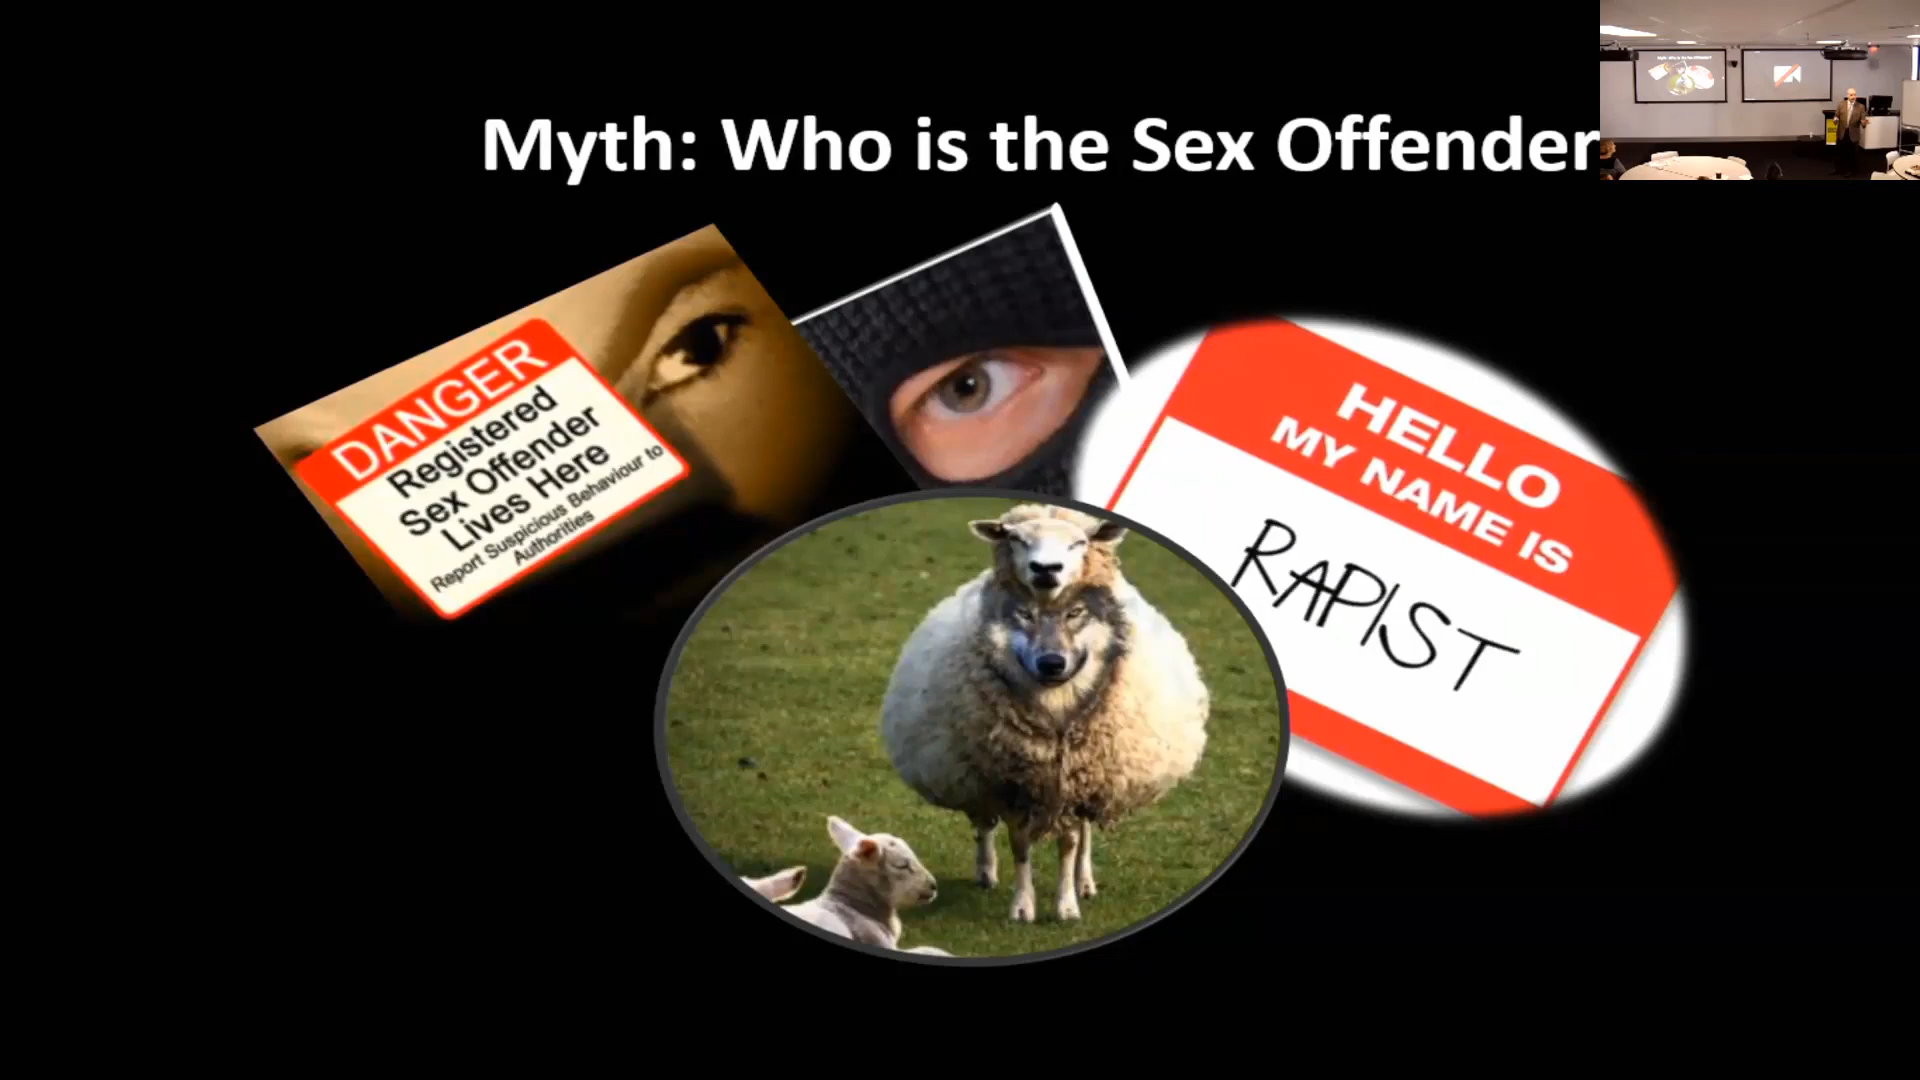 Myth: Who is the Sex Offender
DANGER
Registered
Sex Offender
Lives Here
Report Suspicious Behaviour to
Authorities
HELLO
MY NAME IS
RAPIST